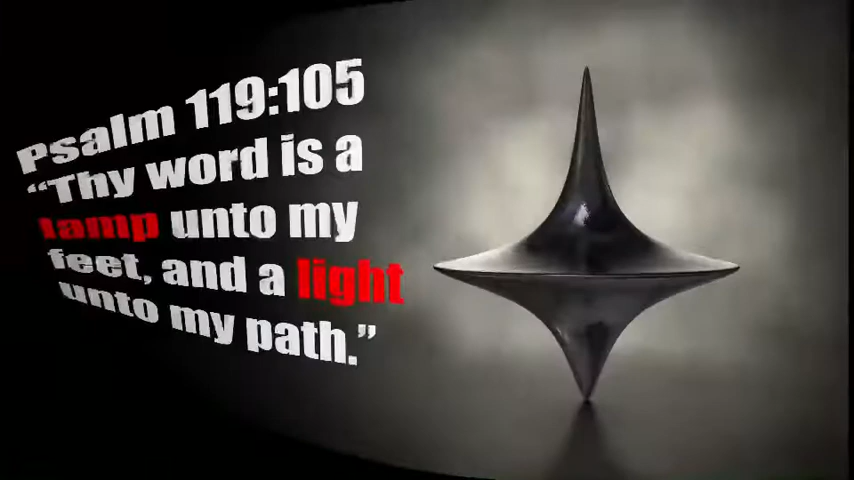 Psalm 119:105
“Thy word is a
lamp unto my
feet, and a light
unto my path.”